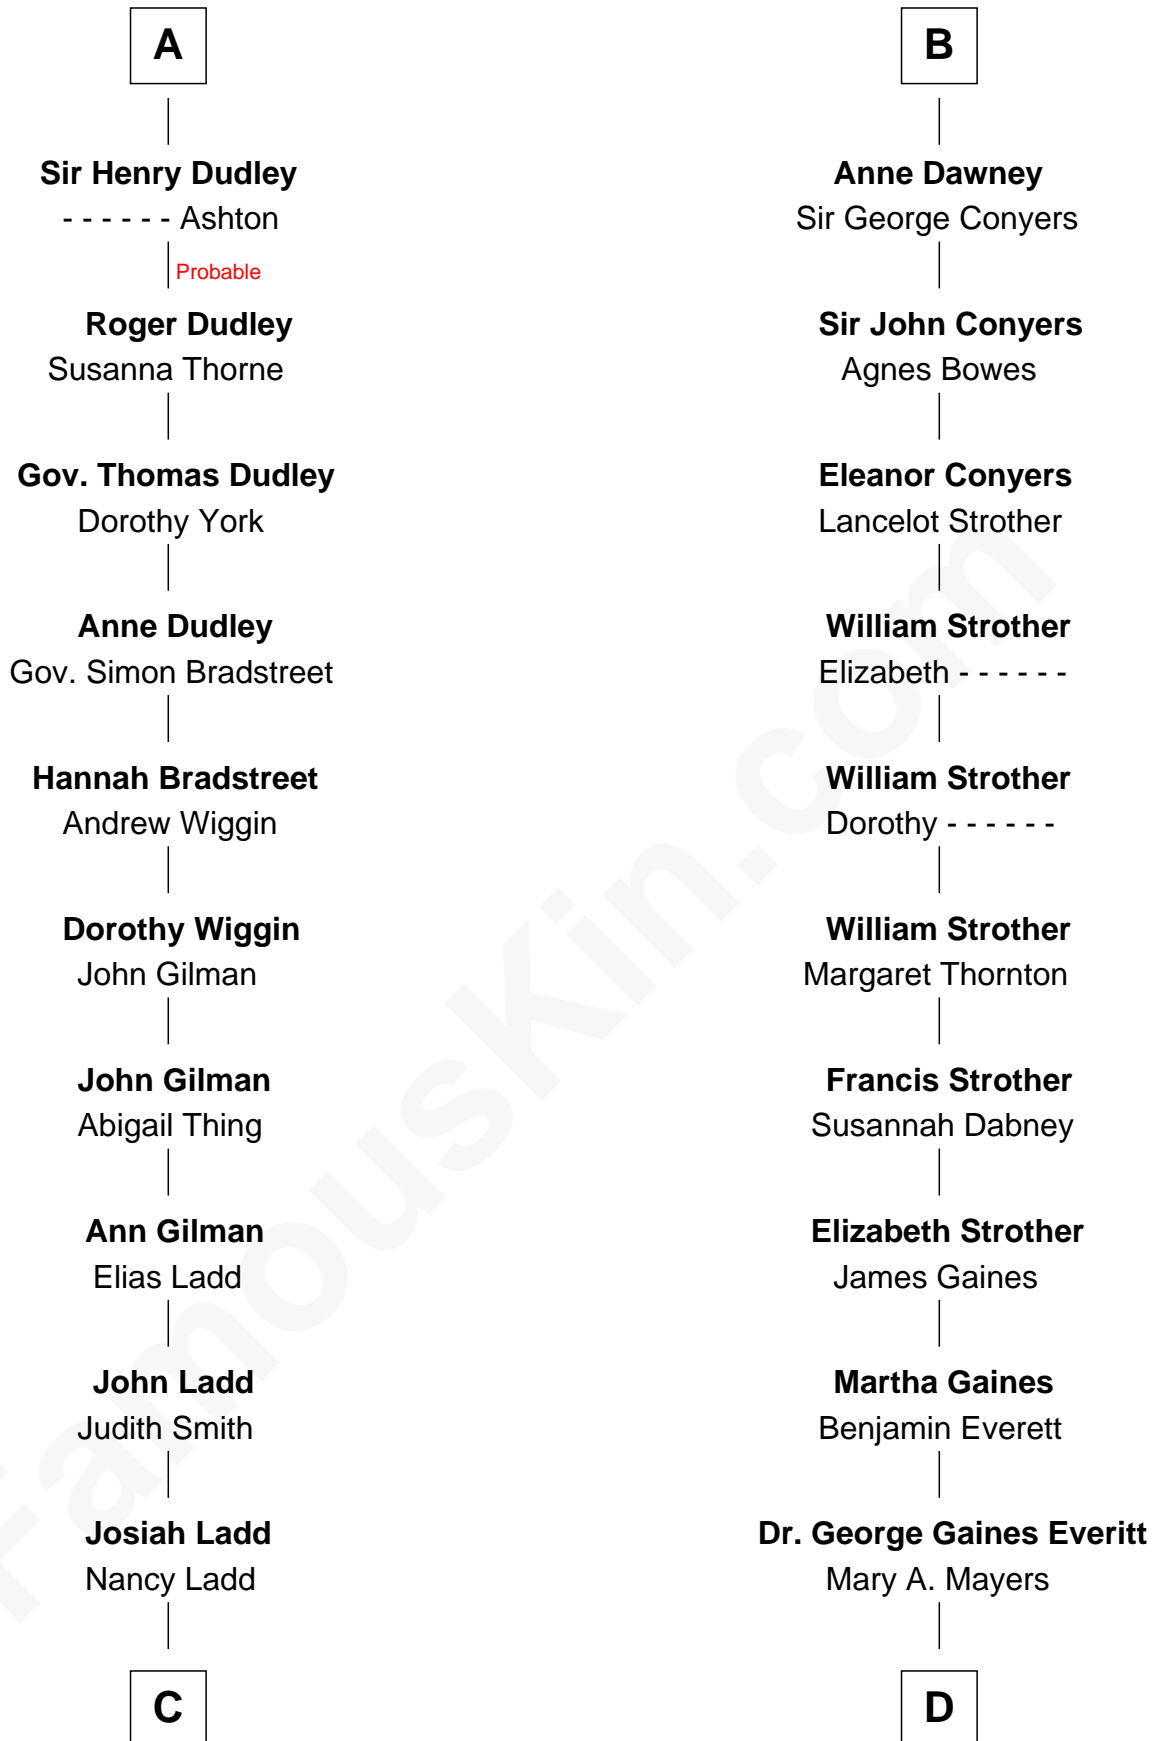 A
Sir Henry Dudley
- - - - - - Ashton
Probable
Roger Dudley
Susanna Thorne
Gov. Thomas Dudley
Dorothy York
Anne Dudley
Gov. Simon Bradstreet
Hannah Bradstreet
Andrew Wiggin
Dorothy Wiggin
John Gilman
John Gilman
Abigail Thing
Ann Gilman
Elias Ladd
John Ladd
Judith Smith
Josiah Ladd
Nancy Ladd
C
B
Anne Dawney
Sir George Conyers
Sir John Conyers
Agnes Bowes
Eleanor Conyers
Lancelot Strother
William Strother
Elizabeth - - - - - -
William Strother
Dorothy - - - - - -
William Strother
Margaret Thornton
Francis Strother
Susannah Dabney
Elizabeth Strother
James Gaines
Martha Gaines
Benjamin Everett
Dr. George Gaines Everitt
Mary A. Mayers
D
FamousKin.com